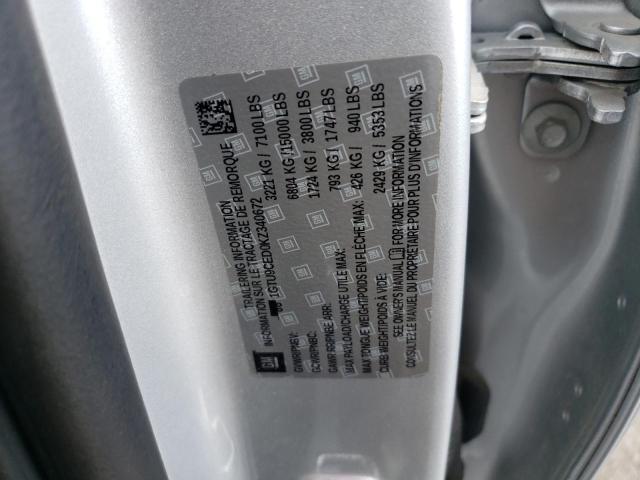 TRAILERING INFORMATION
INFORMATION SUR LE TRACTAGE DE REMORQUE
1GTU9CED0KZ340672
GVWR/PNBV: 3221 KG / 7100 LBS
GCWR/PNBC: 6804 KG /15000 LBS
GAWR RR/PNBE ARR: 1724 KG / 3800 LBS
MAX PAYLOAD/CHARGE UTILE MAX: 793 KG / 1747 LBS
MAX TONGUE WEIGHT/POIDS EN FLÈCHE MAX: 426 KG / 940 LBS
CURB WEIGHT/POIDS À VIDE: 2429 KG / 5353 LBS
SEE OWNER'S MANUAL FOR MORE INFORMATION
CONSULTEZ LE MANUEL DU PROPRIÉTAIRE POUR PLUS D'INFORMATIONS
GM